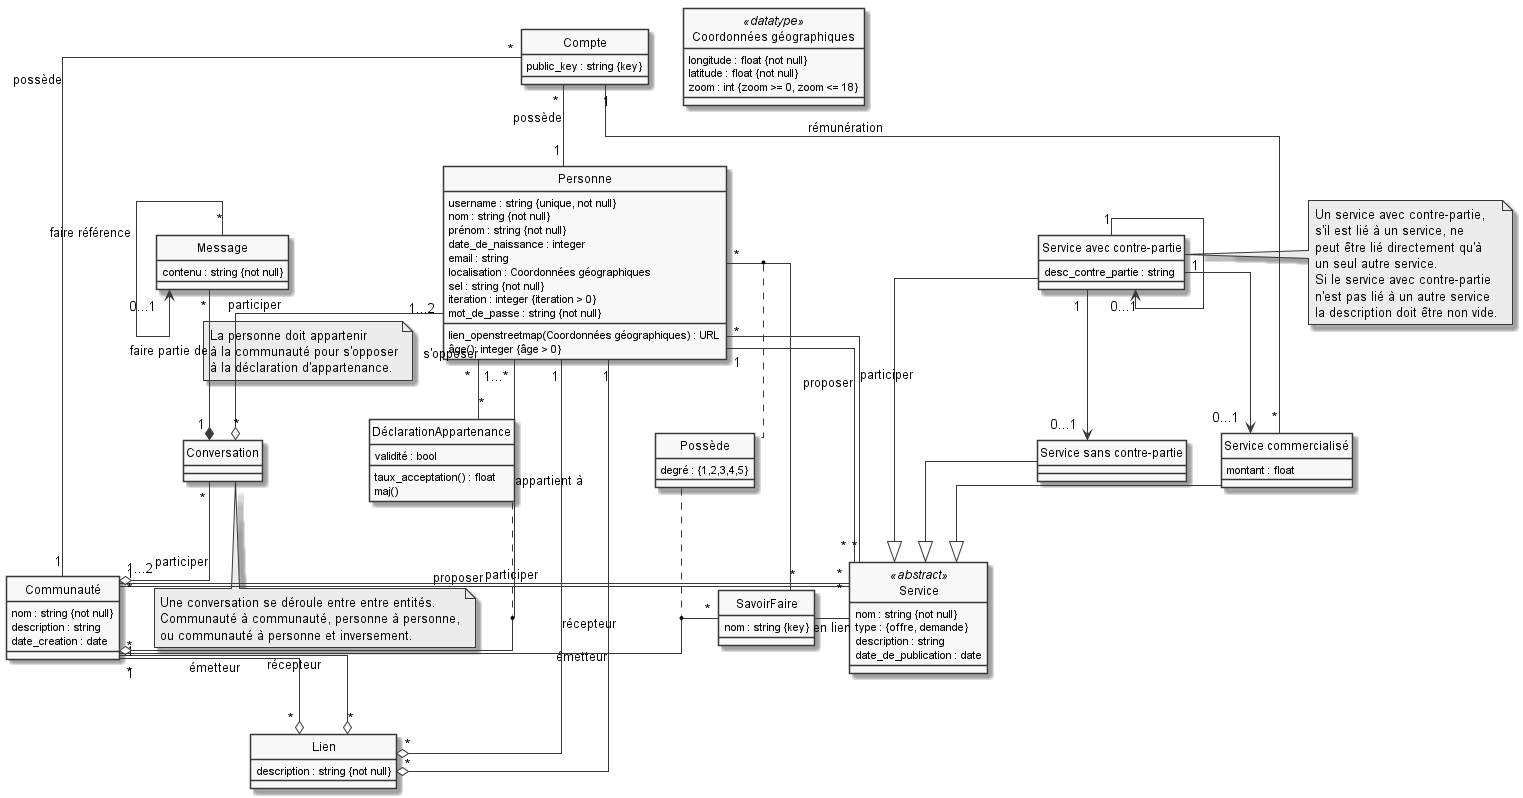 «datatype»
Coordonnées géographiques
longitude : float {not null}
latitude : float {not null}
zoom : int {zoom >= 0, zoom <= 18}
Compte
public_key : string {key}
*
possède
*
1
possède
rémunération
1
Personne
username : string {unique, not null}
nom : string {not null}
prénom : string {not null}
date_de_naissance : integer
email : string
localisation : Coordonnées géographiques
sel : string {not null}
iteration : integer {iteration > 0}
mot_de_passe : string {not null}
lien_openstreetmap(Coordonnées géographiques) : URL
âge(): integer {âge > 0}
*
faire référence
Message
contenu : string {not null}
0...1
*
participer
1...2
La personne doit appartenir
à la communauté pour s'opposer
à la déclaration d'appartenance.
faire partie de
s'opposer
*
*
*
1
1
Service avec contre-partie
desc_contre_partie : string
1
0...1
1
Un service avec contre-partie,
s'il est lié à un service, ne
peut être lié directement qu'à
un seul autre service.
Si le service avec contre-partie
n'est pas lié à un autre service
la description doit être non vide.
*
1...*
1
1
proposer
participer
*
DéclarationAppartenance
validité : bool
taux_acceptation() : float
maj()
1
*
Conversation
*
Possède
degré : {1,2,3,4,5}
appartient à
0...1
Service sans contre-partie
0...1
*
Service commercialisé
montant : float
* *
1
1...2
participer
*
proposer
participer
*
*
*
Communauté
nom : string {not null}
description : string
date_creation : date
Une conversation se déroule entre entre entités.
Communauté à communauté, personne à personne,
ou communauté à personne et inversement.
récepteur
émetteur
*
SavoirFaire
nom : string {key}
en lien
«abstract»
Service
nom : string {not null}
type : {offre, demande}
description : string
date_de_publication : date
*
1
émetteur
récepteur
*
*
Lien
description : string {not null}
*
*